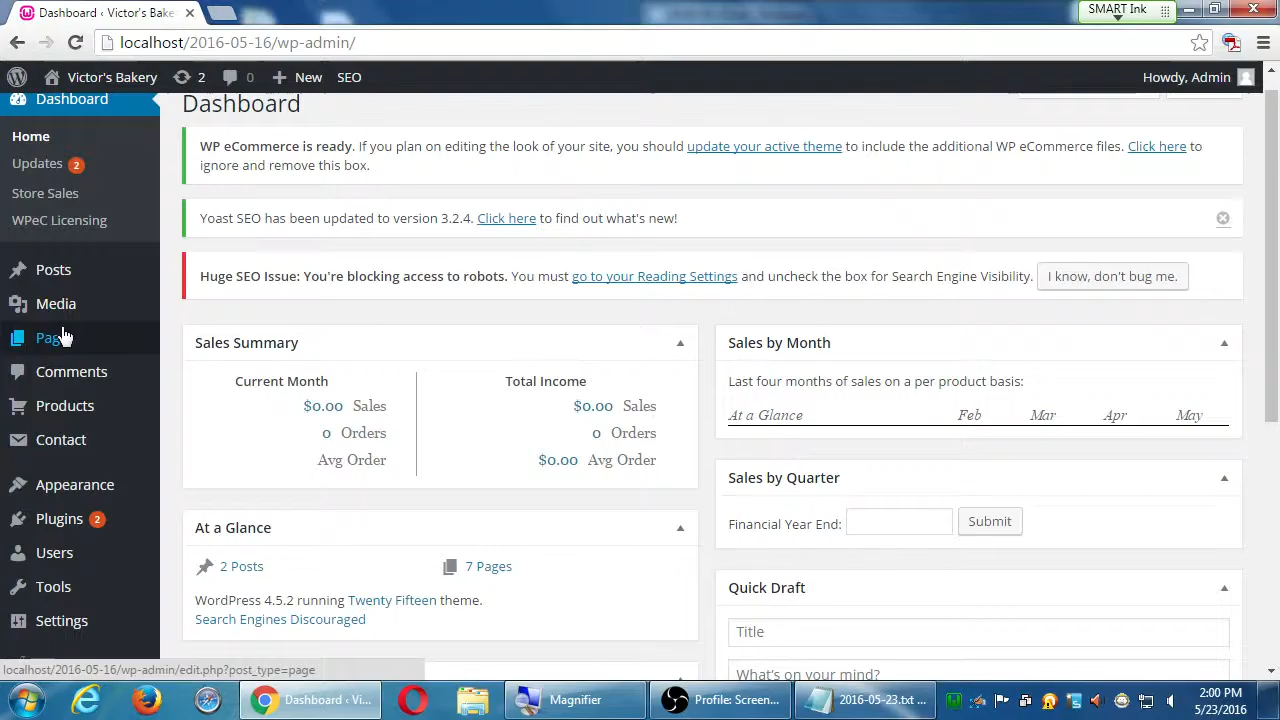 Dashboard ‹ Victor's Bake
SMART Ink
localhost/2016-05-16/wp-admin/
Victor's Bakery 2 0 New SEO Howdy, Admin
Dashboard
Home
Updates 2
Store Sales
WPeC Licensing
Posts
Media
Pag
Comments
Products
Contact
Appearance
Plugins 2
Users
Tools
Settings
Dashboard
WP eCommerce is ready. If you plan on editing the look of your site, you should update your active theme to include the additional WP eCommerce files. Click here to
ignore and remove this box.
Yoast SEO has been updated to version 3.2.4. Click here to find out what's new!
Huge SEO Issue: You're blocking access to robots. You must go to your Reading Settings and uncheck the box for Search Engine Visibility. I know, don't bug me.
Sales Summary
Current Month Total Income
$0.00 Sales $0.00 Sales
0 Orders 0 Orders
Avg Order $0.00 Avg Order
At a Glance
2 Posts 7 Pages
WordPress 4.5.2 running Twenty Fifteen theme.
Search Engines Discouraged
Sales by Month
Last four months of sales on a per product basis:
At a Glance Feb Mar Apr May
Sales by Quarter
Financial Year End: Submit
Quick Draft
Title
What's on your mind?
localhost/2016-05-16/wp-admin/edit.php?post_type=page
Dashboard ‹ Vi... Magnifier Profile: Screen... 2016-05-23.txt ...
2:00 PM
5/23/2016